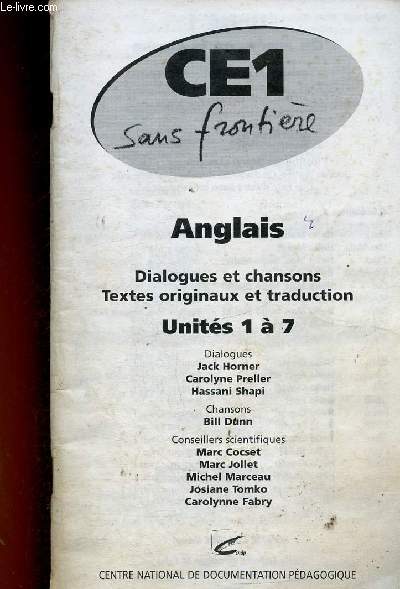 Le-livre.com
CE1
sans frontière
Anglais
Dialogues et chansons
Textes originaux et traduction
Unités 1 à 7
Dialogues
Jack Horner
Carolyne Preller
Hassani Shapi
Chansons
Bill Dunn
Conseillers scientifiques
Marc Cocset
Marc Jollet
Michel Marceau
Josiane Tomko
Carolynne Fabry
CENTRE NATIONAL DE DOCUMENTATION PÉDAGOGIQUE